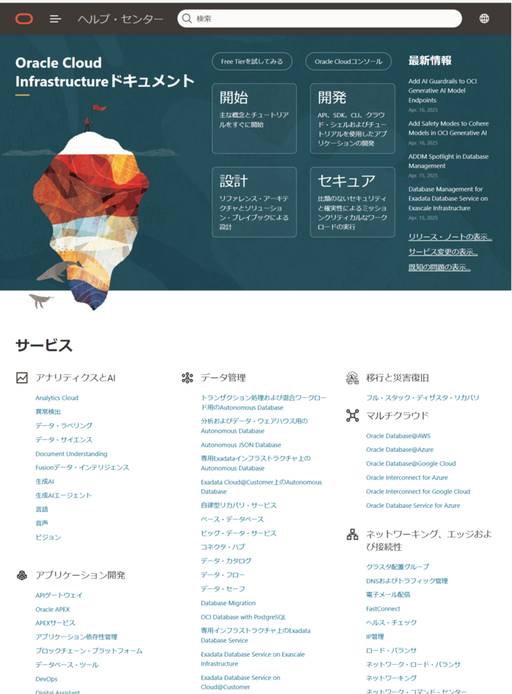 ヘルプ・センター
検索
Oracle Cloud
Infrastructureドキュメント
Free Tierを試してみる
Oracle Cloudコンソール
開始
主な概念とチュートリア
ルをすぐに開始
開発
API、SDK、CLI、クラウ
ド・シェルおよびチュー
トリアルを使用したアプ
リケーションの開発
設計
リファレンス・アーキテ
クチャとソリューショ
ン・プレイブックによる
設計
セキュア
比類のないセキュリティ
と確実性によるミッショ
ンクリティカルなワーク
ロードの実行
最新情報
Add AI Guardrails to OCI
Generative AI Model
Endpoints
Apr. 16, 2025
Add Safety Modes to Cohere
Models in OCI Generative AI
Apr. 16, 2025
ADDM Spotlight in Database
Management
Apr. 15, 2025
Database Management for
Exadata Database Service on
Exascale Infrastructure
Apr. 15, 2025
リリース・ノートの表示...
サービス変更の表示...
既知の問題の表示...
サービス
アナリティクスとAI
Analytics Cloud
異常検出
データ・ラベリング
データ・サイエンス
Document Understanding
Fusionデータ・インテリジェンス
生成AI
生成AIエージェント
言語
音声
ビジョン
アプリケーション開発
APIゲートウェイ
Oracle APEX
APEXサービス
アプリケーション依存性管理
ブロックチェーン・プラットフォーム
データベース・ツール
DevOps
Digital Assistant
データ管理
トランザクション処理および混合ワークロー
ド用のAutonomous Database
分析およびデータ・ウェアハウス用の
Autonomous Database
Autonomous JSON Database
専用Exadataインフラストラクチャ上の
Autonomous Database
Exadata Cloud@Customer上のAutonomous
Database
自律型リカバリ・サービス
ベース・データベース
ビッグ・データ・サービス
コネクタ・ハブ
データ・カタログ
データ・フロー
データ・セーフ
Database Migration
OCI Database with PostgreSQL
専用インフラストラクチャ上のExadata
Database Service
Exadata Database Service on Exascale
Infrastructure
Exadata Database Service on
Cloud@Customer
移行と災害復旧
フル・スタック・ディザスタ・リカバリ
マルチクラウド
Oracle Database@AWS
Oracle Database@Azure
Oracle Database@Google Cloud
Oracle Interconnect for Azure
Oracle Interconnect for Google Cloud
Oracle Database Service for Azure
ネットワーキング、エッジおよ
び接続性
クラスタ配置グループ
DNSおよびトラフィック管理
電子メール配信
FastConnect
ヘルス・チェック
IP管理
ロード・バランサ
ネットワーク・ロード・バランサ
ネットワーキング
ネットワーク・コマンド・センター